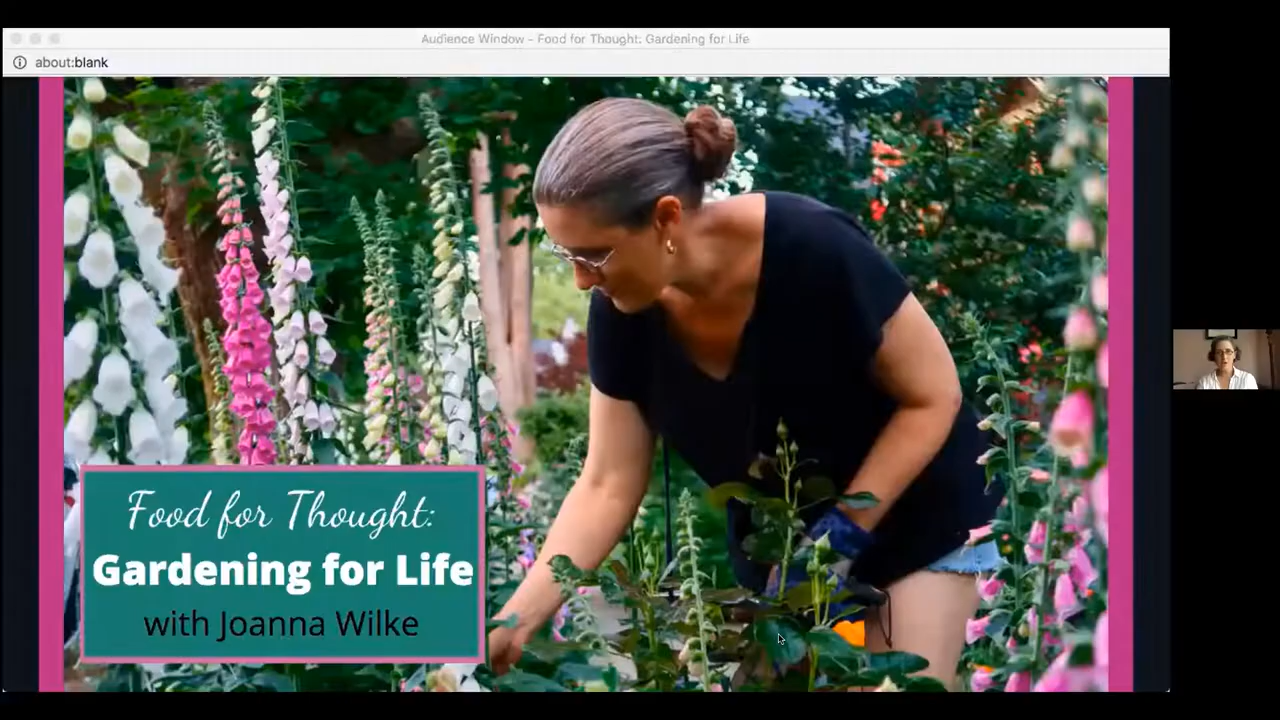 Audience Window - Food for Thought: Gardening for Life
about:blank
Food for Thought:
Gardening for Life
with Joanna Wilke